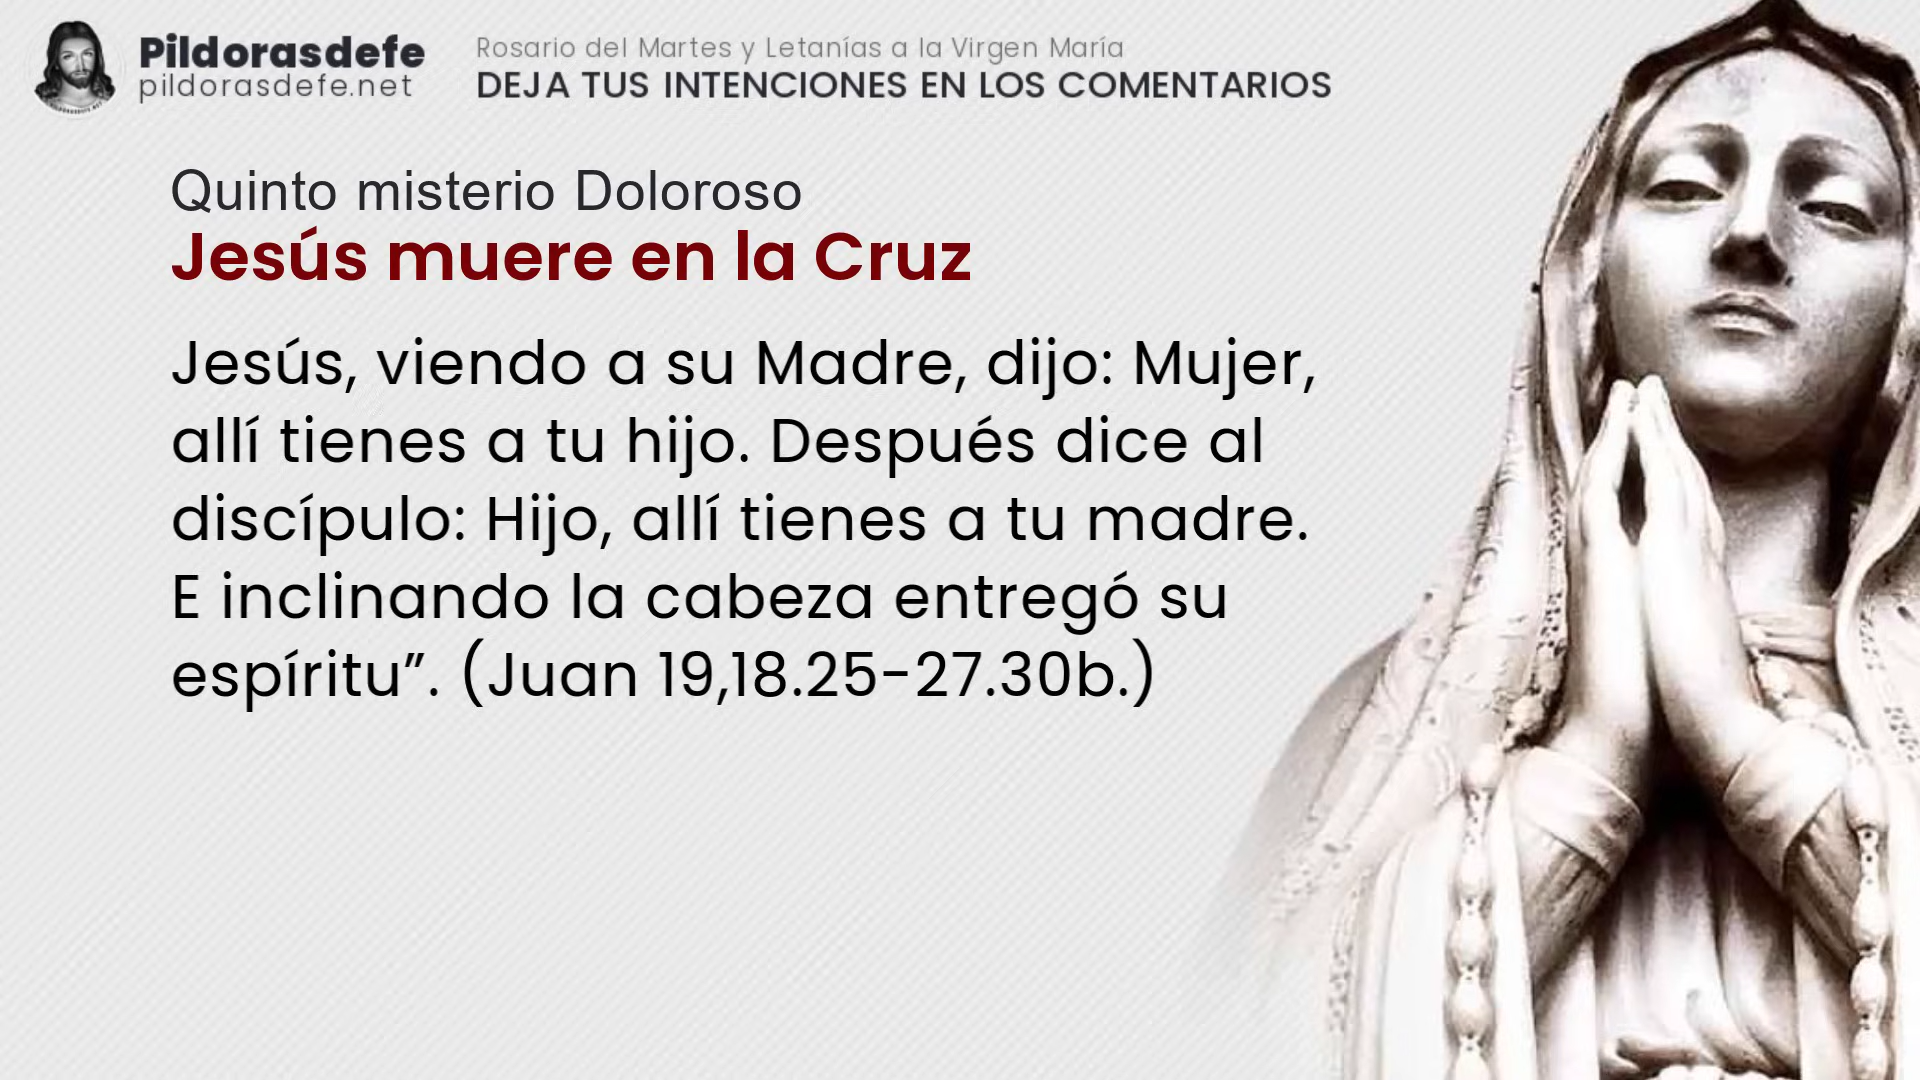 Pildorasdefe
pildorasdefe.net
Rosario del Martes y Letanías a la Virgen María
DEJA TUS INTENCIONES EN LOS COMENTARIOS
Quinto misterio Doloroso
Jesús muere en la Cruz
Jesús, viendo a su Madre, dijo: Mujer,
allí tienes a tu hijo. Después dice al
discípulo: Hijo, allí tienes a tu madre.
E inclinando la cabeza entregó su
espíritu”. (Juan 19,18.25-27.30b.)